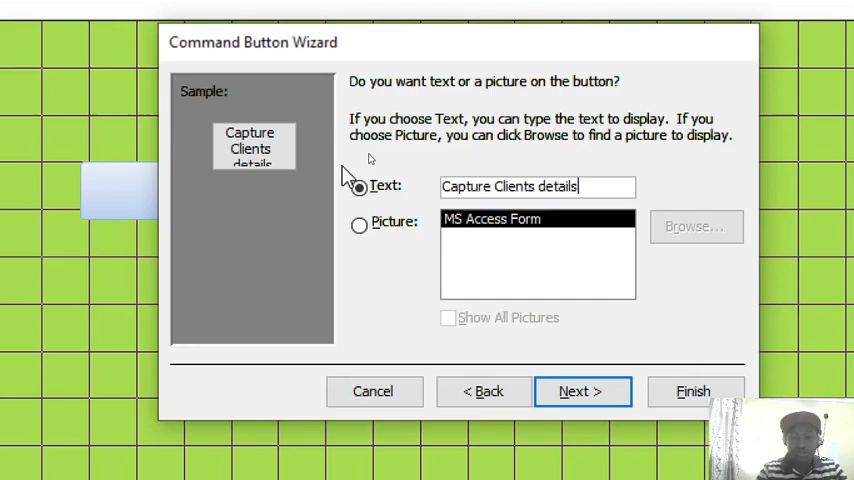 Command Button Wizard
Sample:
Capture
Clients
details
Do you want text or a picture on the button?
If you choose Text, you can type the text to display. If you
choose Picture, you can click Browse to find a picture to display.
Text:
Capture Clients details
Picture:
MS Access Form
Browse...
Show All Pictures
Cancel
< Back
Next >
Finish